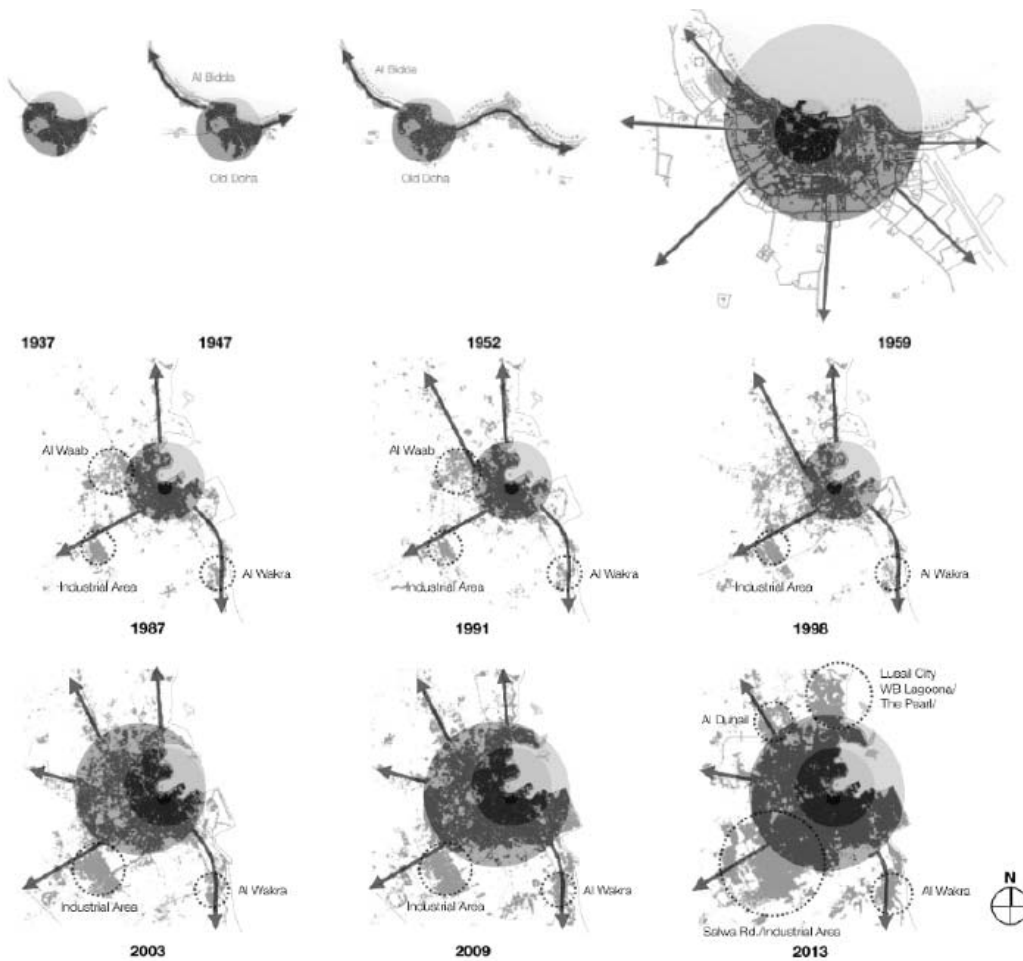 Al Bidda
Old Doha
Al Bidda
Old Doha
1937
1947
1952
1959
Al Waab
Industrial Area
Al Wakra
1987
Al Waab
Industrial Area
Al Wakra
1991
Industrial Area
Al Wakra
1998
Industrial Area
Al Wakra
2003
Industrial Area
Al Wakra
2009
Lusail City
WB Lagoona/
The Pearl/
Al Duhail
Al Wakra
Salwa Rd./Industrial Area
2013
N